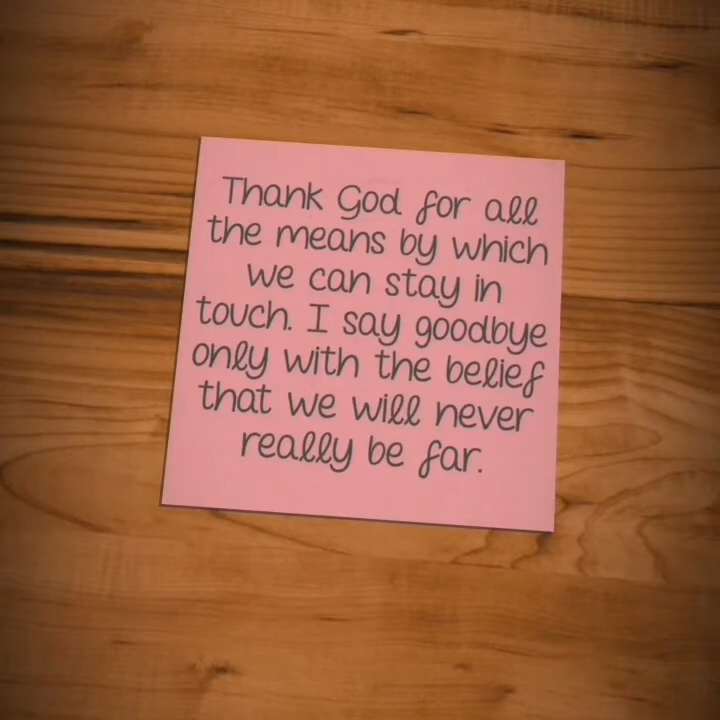 Thank God for all
the means by which
we can stay in
touch. I say goodbye
only with the belief
that we will never
really be far.